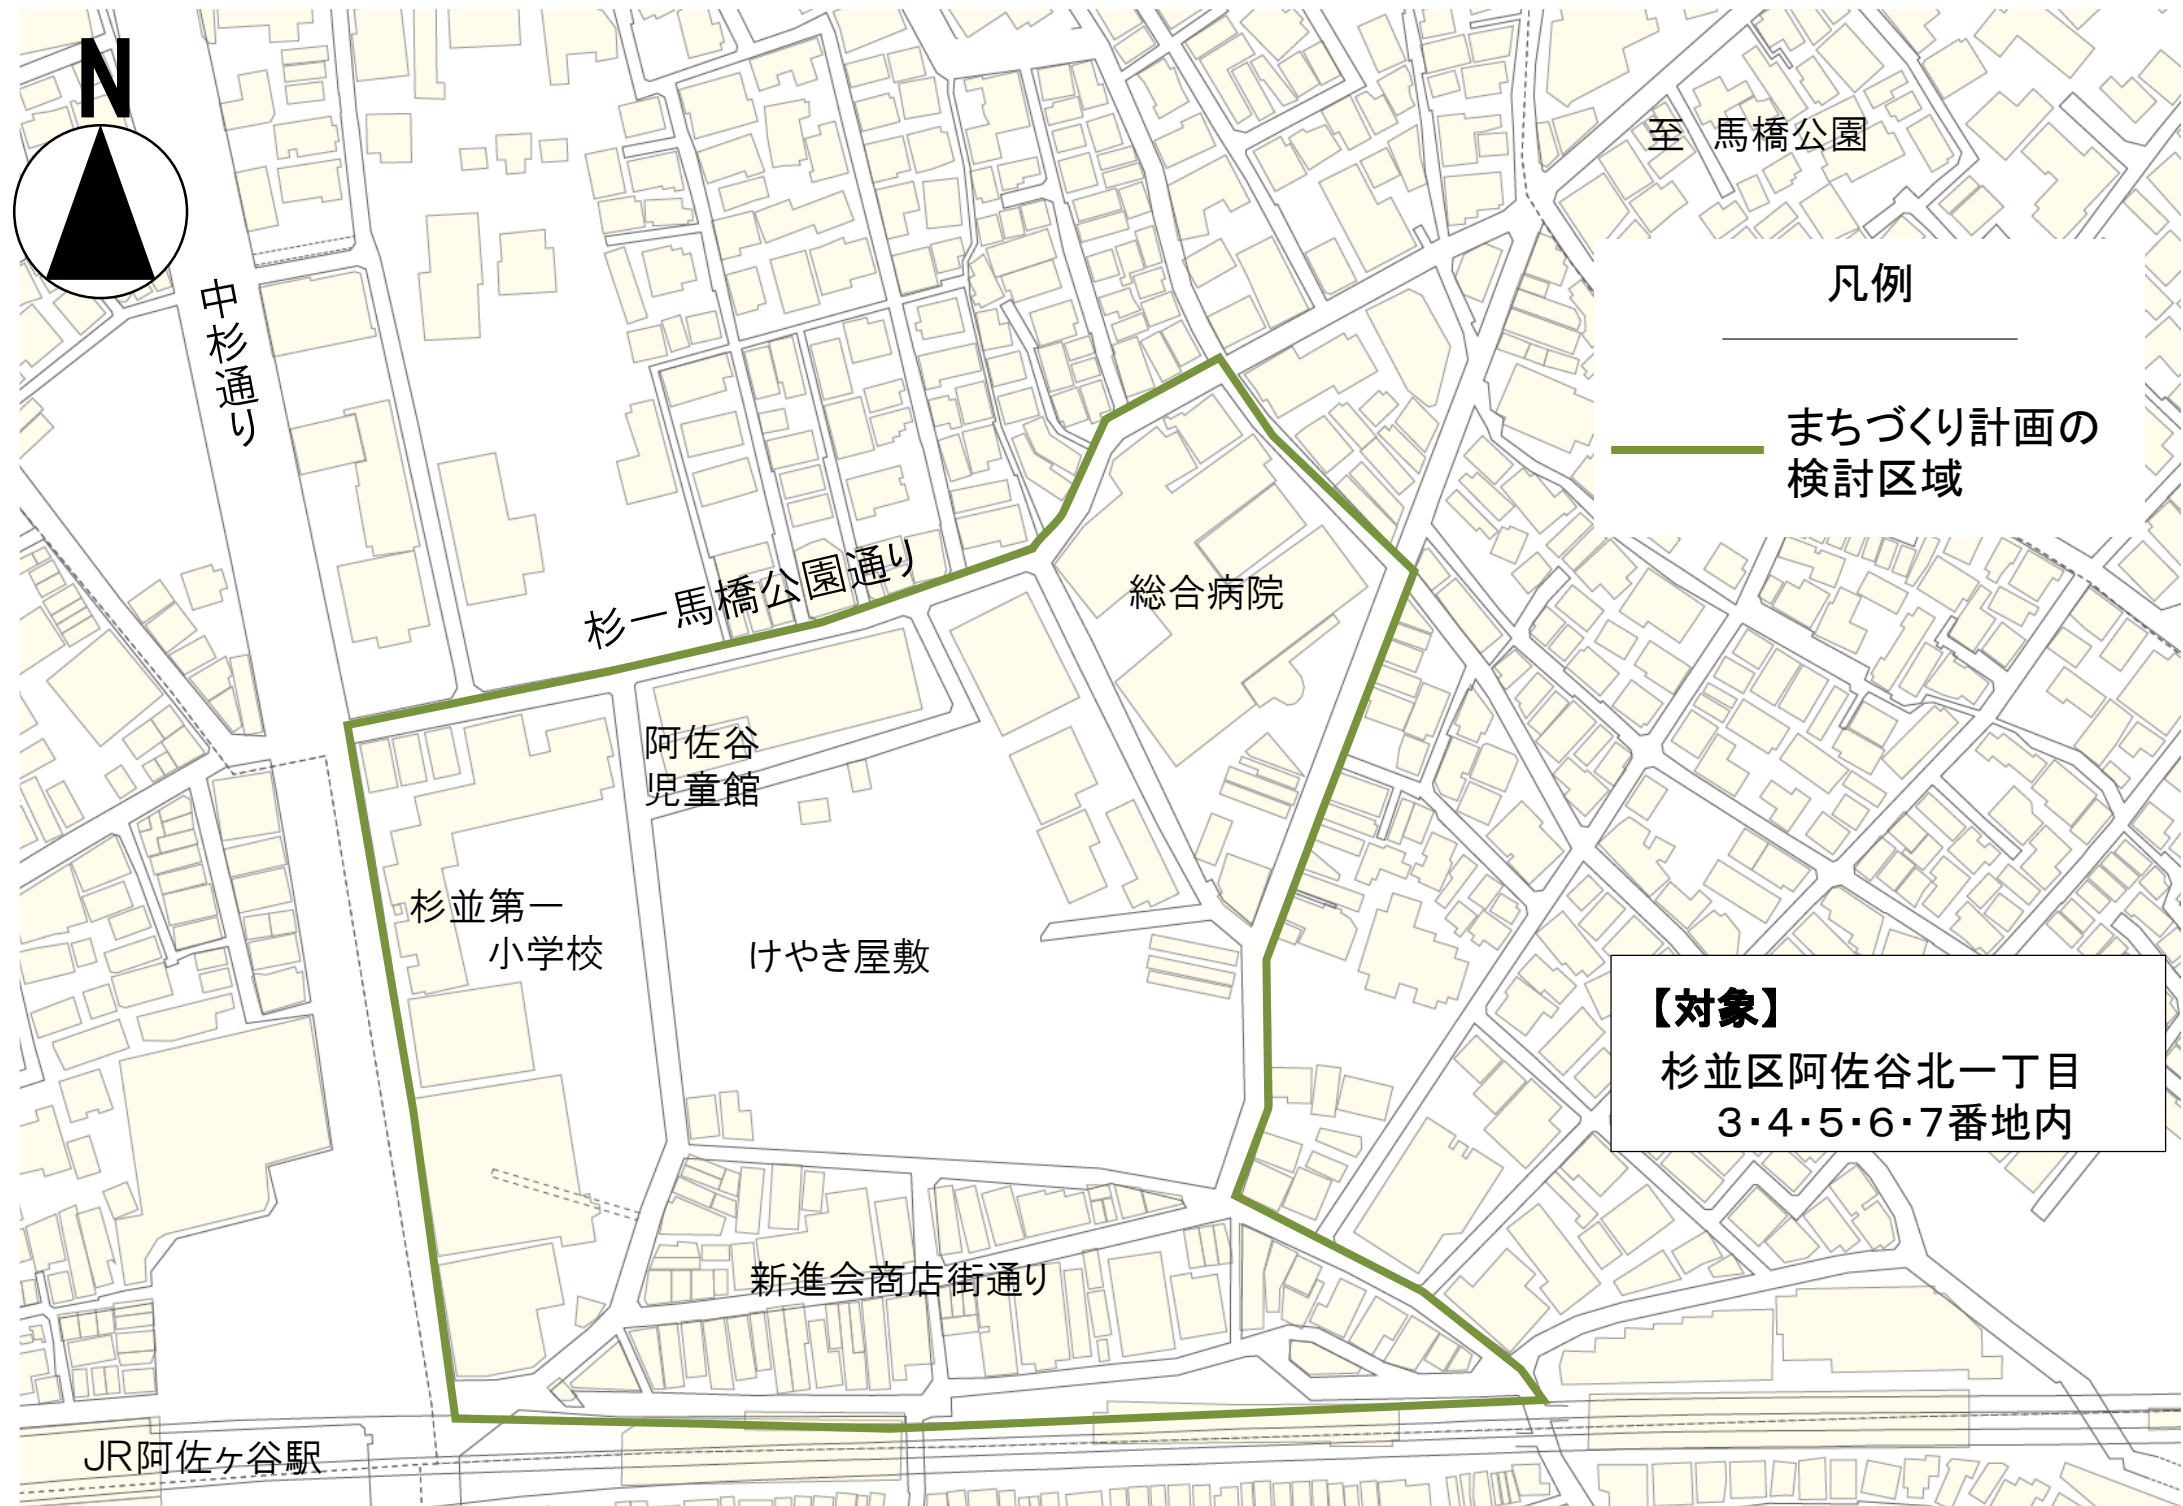 N
至 馬橋公園
凡例
中杉通り
まちづくり計画の
検討区域
杉一馬橋公園通り
総合病院
阿佐谷
児童館
杉並第一
小学校
けやき屋敷
【対象】
杉並区阿佐谷北一丁目
3・4・5・6・7番地内
新進会商店街通り
JR阿佐ヶ谷駅